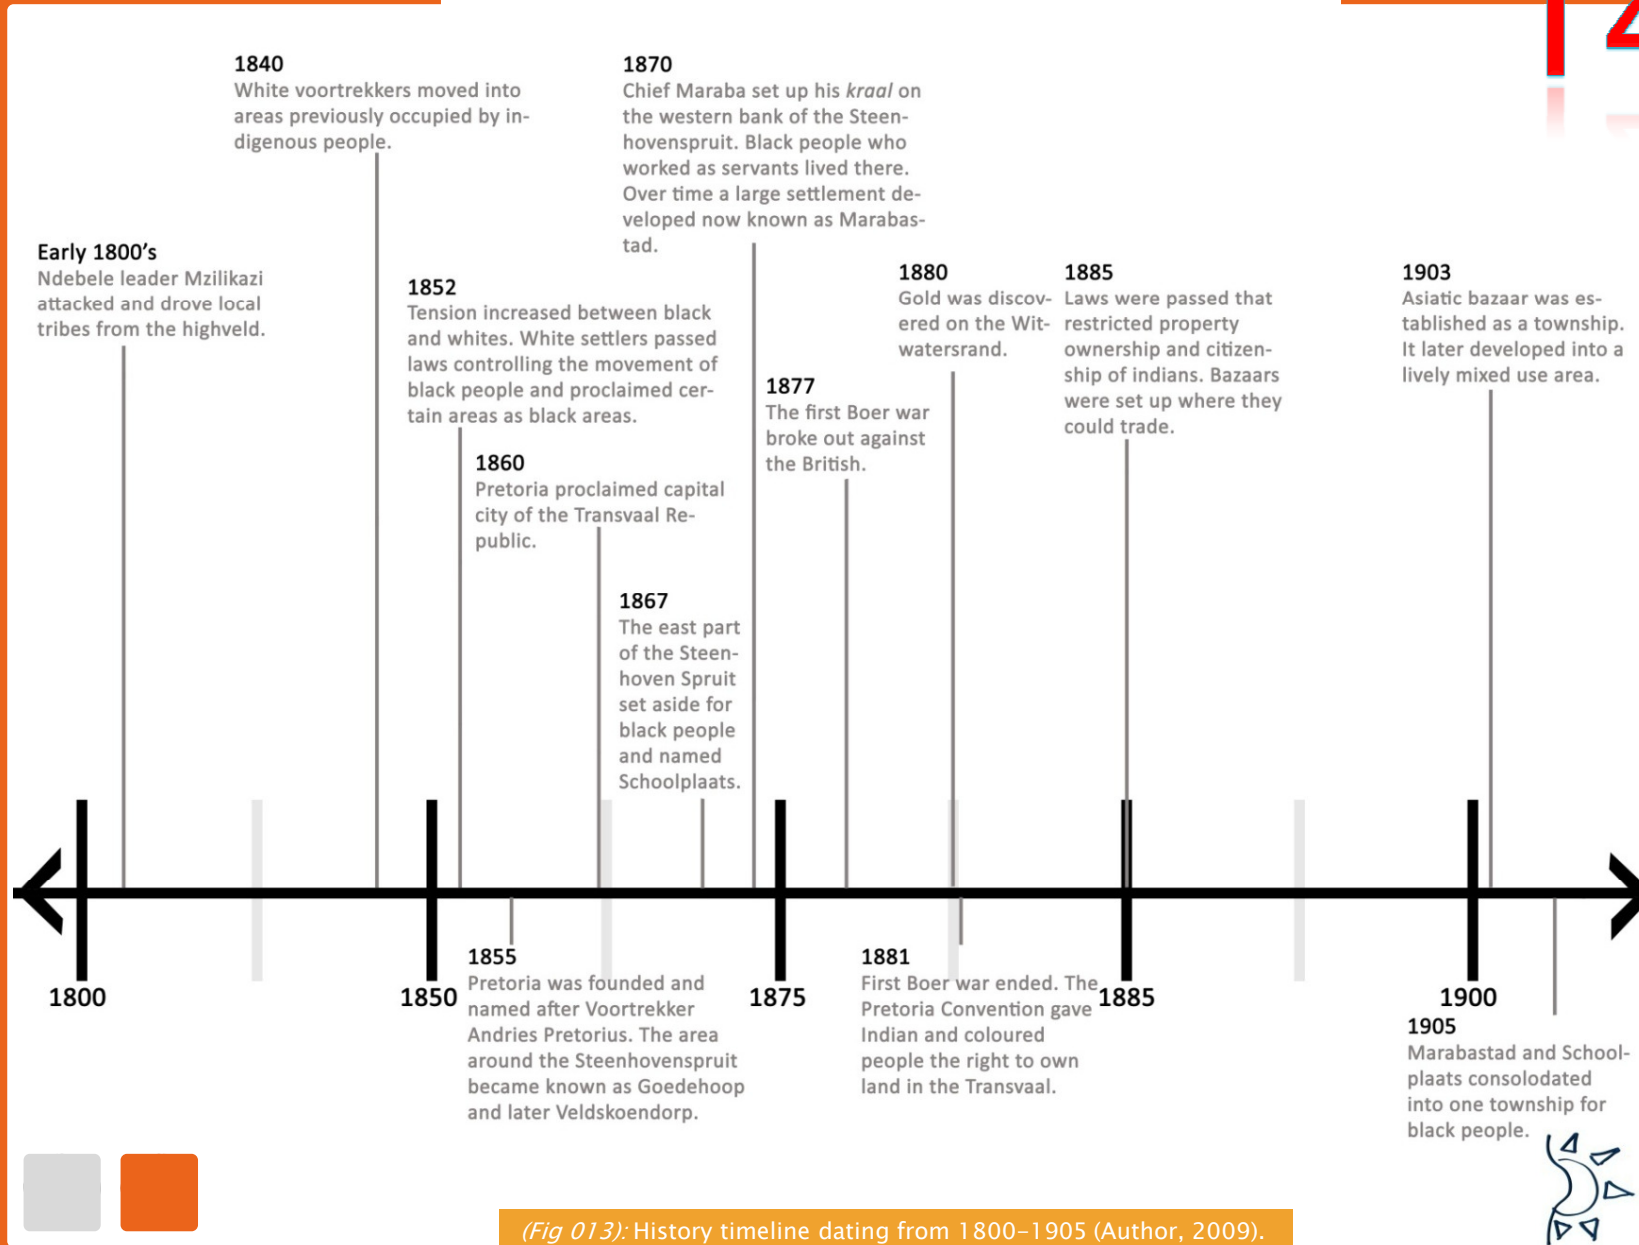 1840
White voortrekkers moved into
areas previously occupied by in-
digenous people.
1870
Chief Maraba set up his kraal on
the western bank of the Steen-
hovenspruit. Black people who
worked as servants lived there.
Over time a large settlement de-
veloped now known as Marabas-
tad.
Early 1800's
Ndebele leader Mzilikazi
attacked and drove local
tribes from the highveld.
1852
Tension increased between black
and whites. White settlers passed
laws controlling the movement of
black people and proclaimed cer-
tain areas as black areas.
1880
Gold was discov-
ered on the Wit-
watersrand.
1885
Laws were passed that
restricted property
ownership and citizen-
ship of indians. Bazaars
were set up where they
could trade.
1903
Asiatic bazaar was es-
tablished as a township.
It later developed into a
lively mixed use area.
1877
The first Boer war
broke out against
the British.
1860
Pretoria proclaimed capital
city of the Transvaal Re-
public.
1867
The east part
of the Steen-
hoven Spruit
set aside for
black people
and named
Schoolplaats.
1800
1850
1875
1885
1900
1855
Pretoria was founded and
named after Voortrekker
Andries Pretorius. The area
around the Steenhovenspruit
became known as Goedehoop
and later Veldskoendorp.
1881
First Boer war ended. The
Pretoria Convention gave
Indian and coloured
people the right to own
land in the Transvaal.
1905
Marabastad and School-
plaats consolodated
into one township for
black people.
(Fig 013): History timeline dating from 1800-1905 (Author, 2009).